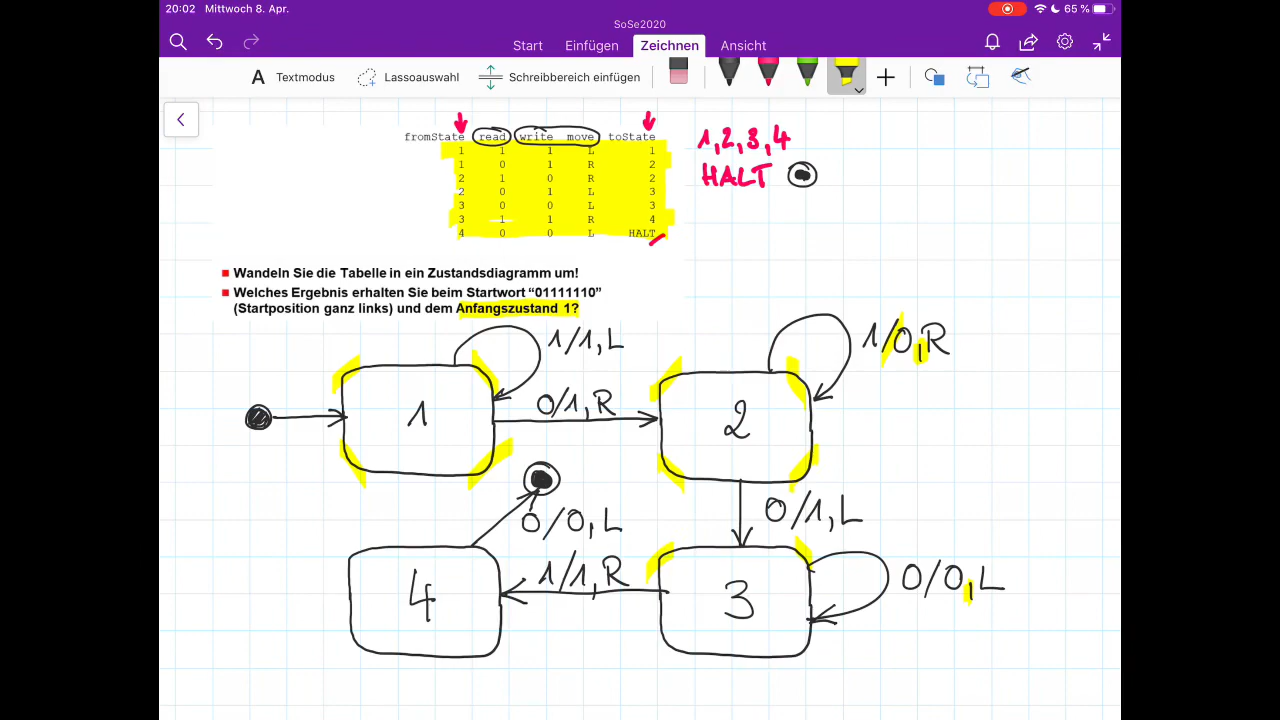 20:02 Mittwoch 8. Apr.
65 %
SoSe2020
Start Einfügen Zeichnen Ansicht
A Textmodus Lassoauswahl Schreibbereich einfügen
fromState read write move toState
1 1 1 L 1
1 0 1 R 2
2 1 0 R 2
2 0 1 L 3
3 0 0 L 3
3 1 1 R 4
4 0 0 L HALT
1,2,3,4
HALT
Wandeln Sie die Tabelle in ein Zustandsdiagramm um!
Welches Ergebnis erhalten Sie beim Startwort “01111110”
(Startposition ganz links) und dem Anfangszustand 1?
1/1, L
1/0, R
1
0/1, R
2
0/1, L
0/0, L
4
1/1, R
3
0/0, L